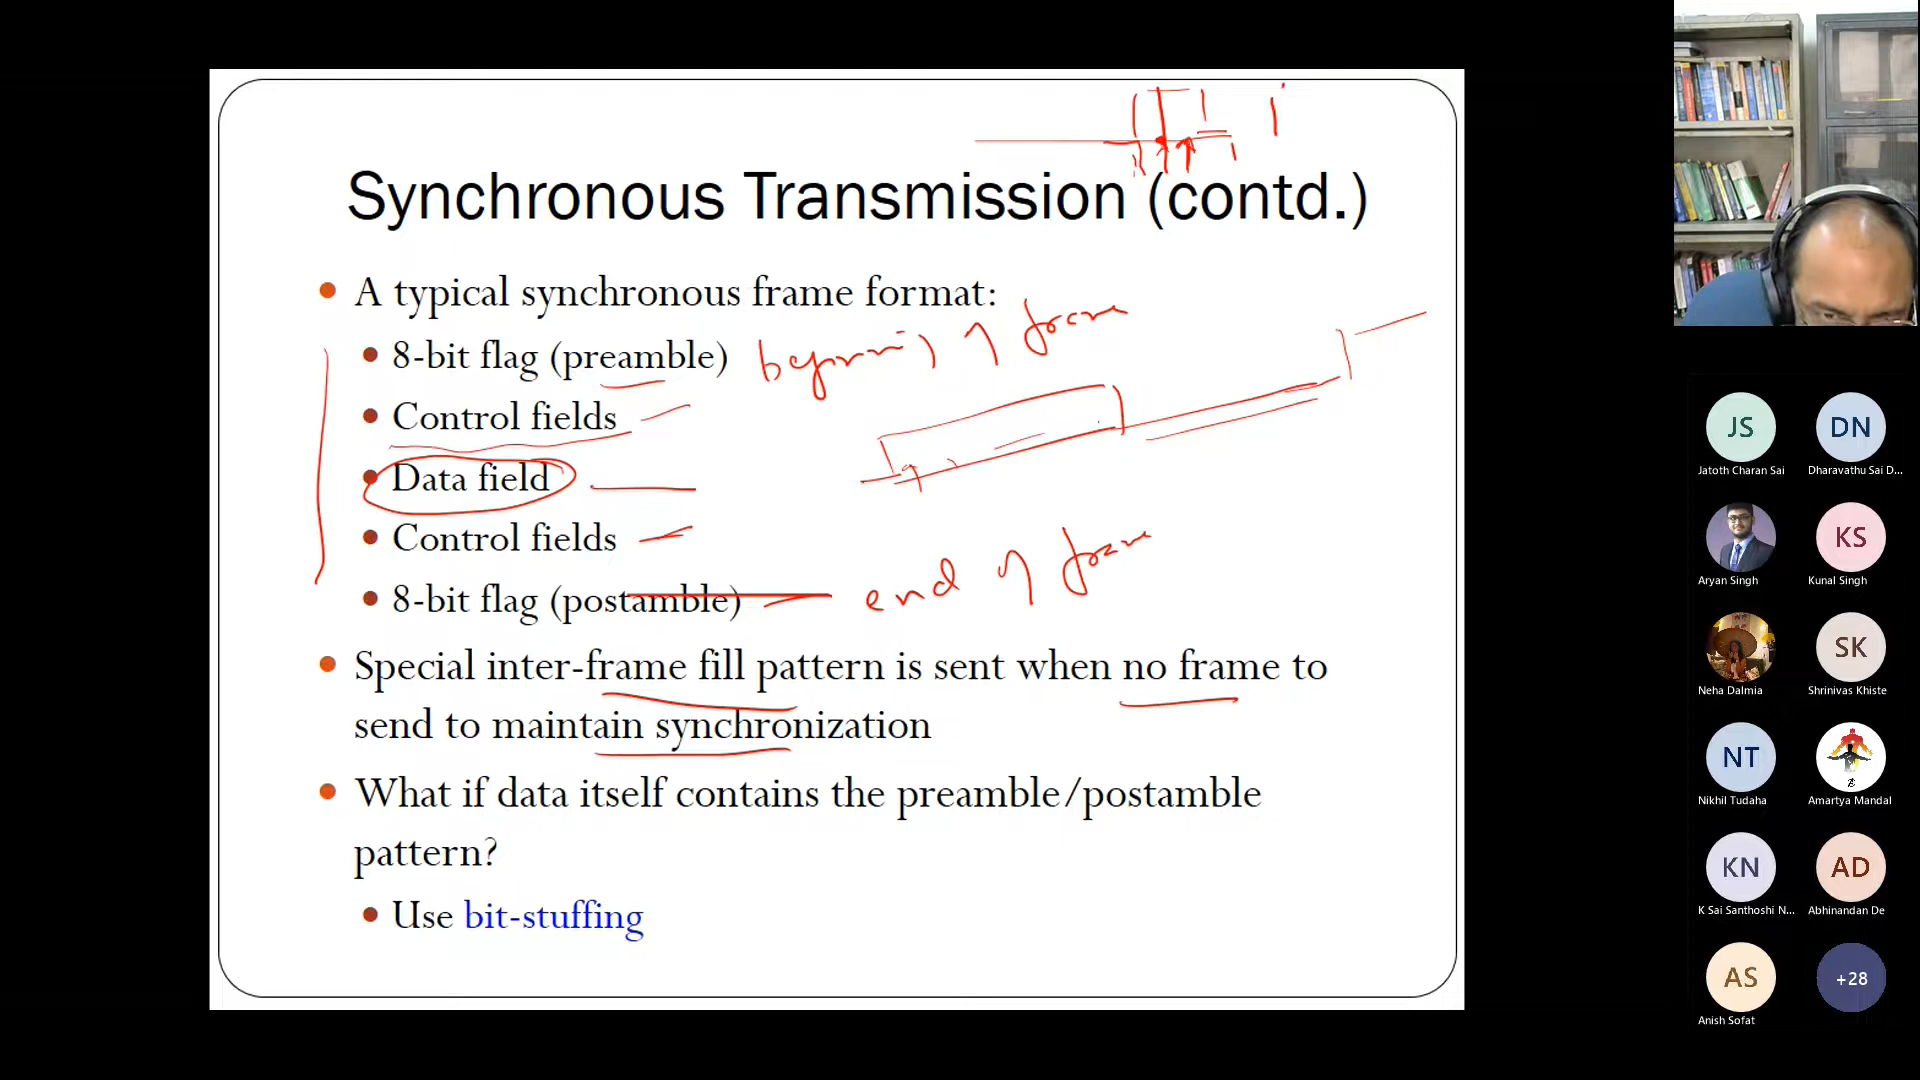 Synchronous Transmission (contd.)
• A typical synchronous frame format:
• 8-bit flag (preamble) beginning of frame
• Control fields
• Data field
• Control fields
• 8-bit flag (postamble) end of frame
• Special inter-frame fill pattern is sent when no frame to
send to maintain synchronization
• What if data itself contains the preamble/postamble
pattern?
• Use bit-stuffing
JS
DN
Jatoth Charan Sai
Dharavathu Sai D...
KS
Aryan Singh
Kunal Singh
SK
Neha Dalmia
Shrinivas Khiste
NT
Nikhil Tudaha
Amartya Mandal
KN
AD
K Sai Santhoshi N...
Abhinandan De
AS
+28
Anish Sofat